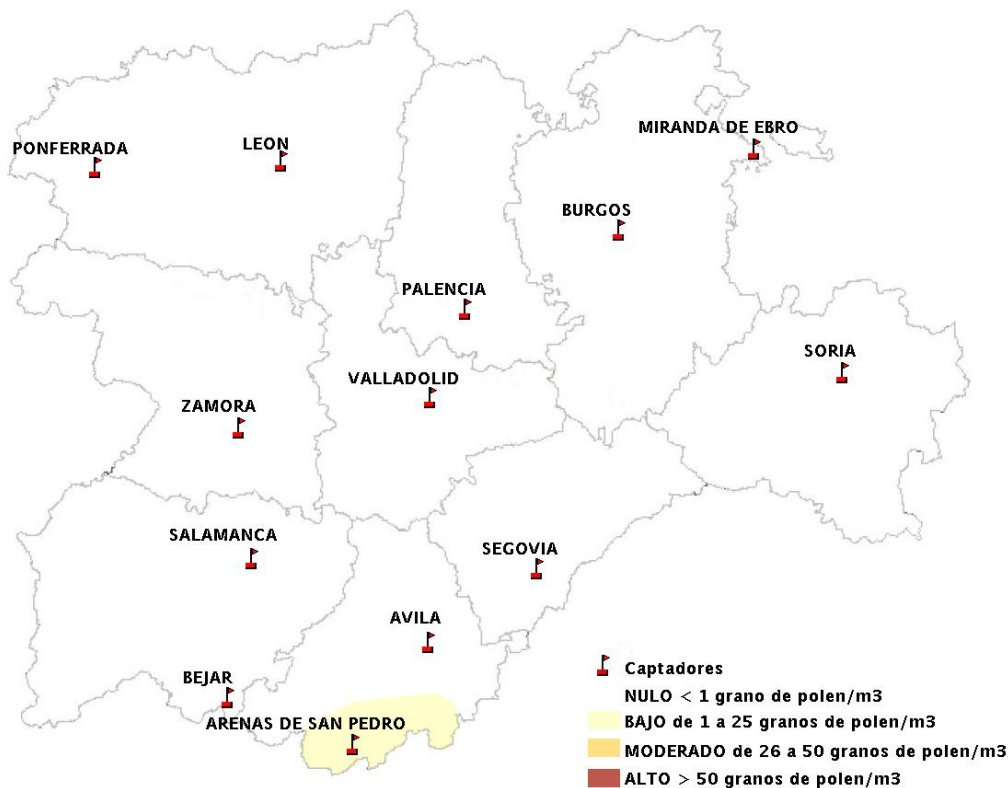 MIRANDA DE EBRO
PONFERRADA
LEON
BURGOS
PALENCIA
SORIA
VALLADOLID
ZAMORA
SALAMANCA
SEGOVIA
AVILA
BEJAR
ARENAS DE SAN PEDRO
Captadores
NULO < 1 grano de polen/m3
BAJO de 1 a 25 granos de polen/m3
MODERADO de 26 a 50 granos de polen/m3
ALTO > 50 granos de polen/m3